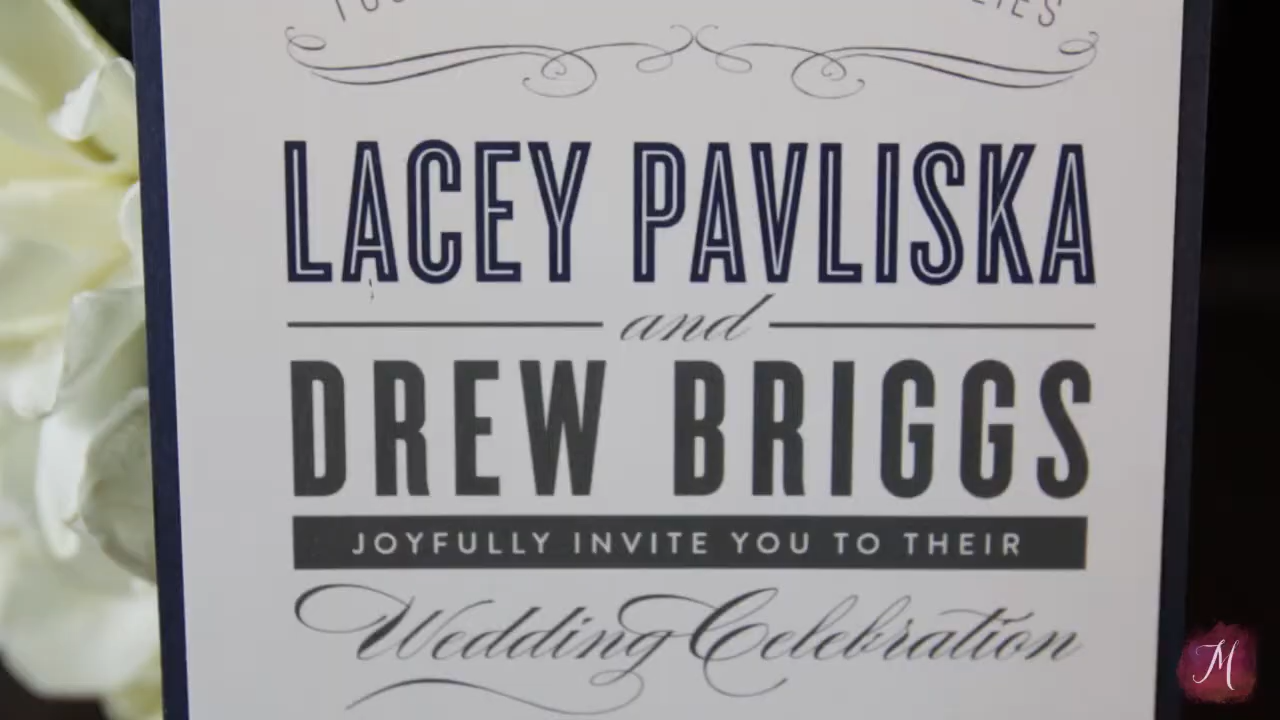 LACEY PAVLISKA
and
DREW BRIGGS
JOYFULLY INVITE YOU TO THEIR
Wedding Celebration
M